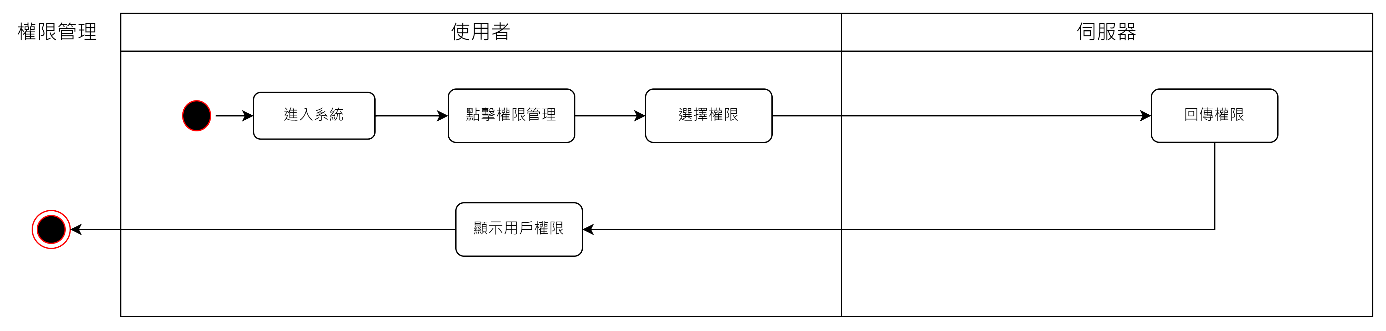 權限管理
使用者
伺服器
進入系統
點擊權限管理
選擇權限
回傳權限
顯示用戶權限